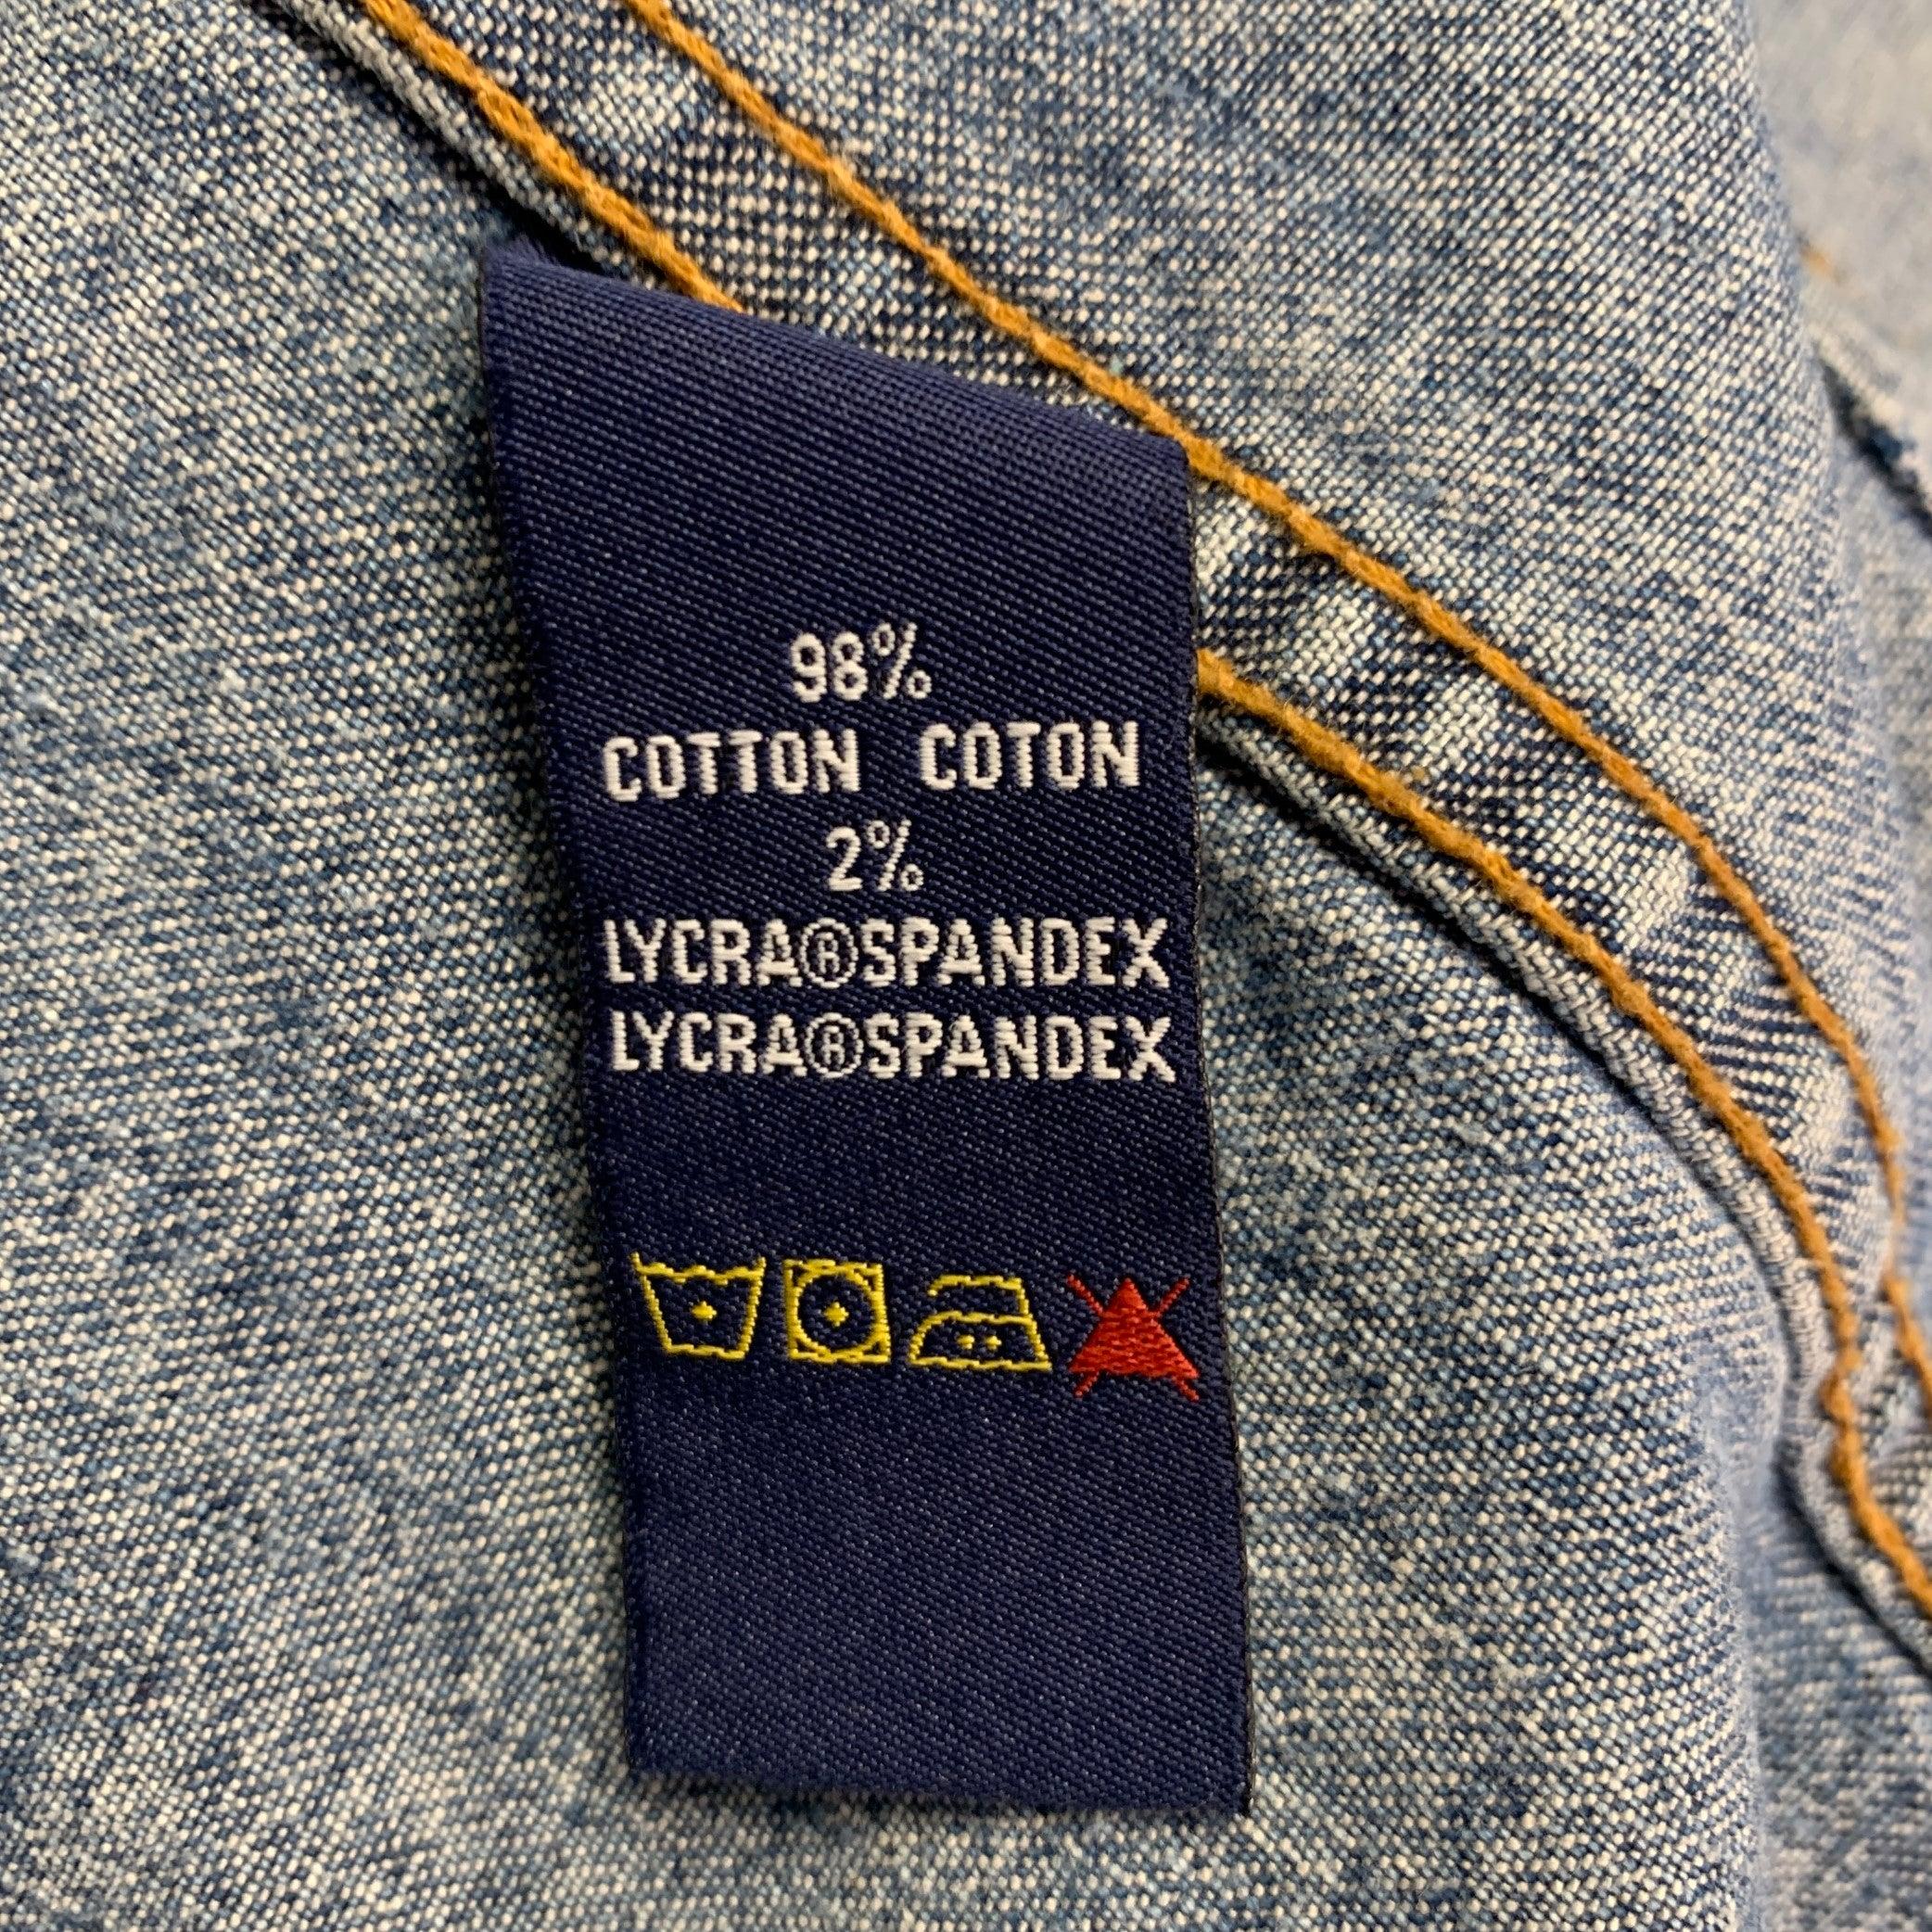 98%
COTTON COTON
2%
LYCRA®SPANDEX
LYCRA®SPANDEX